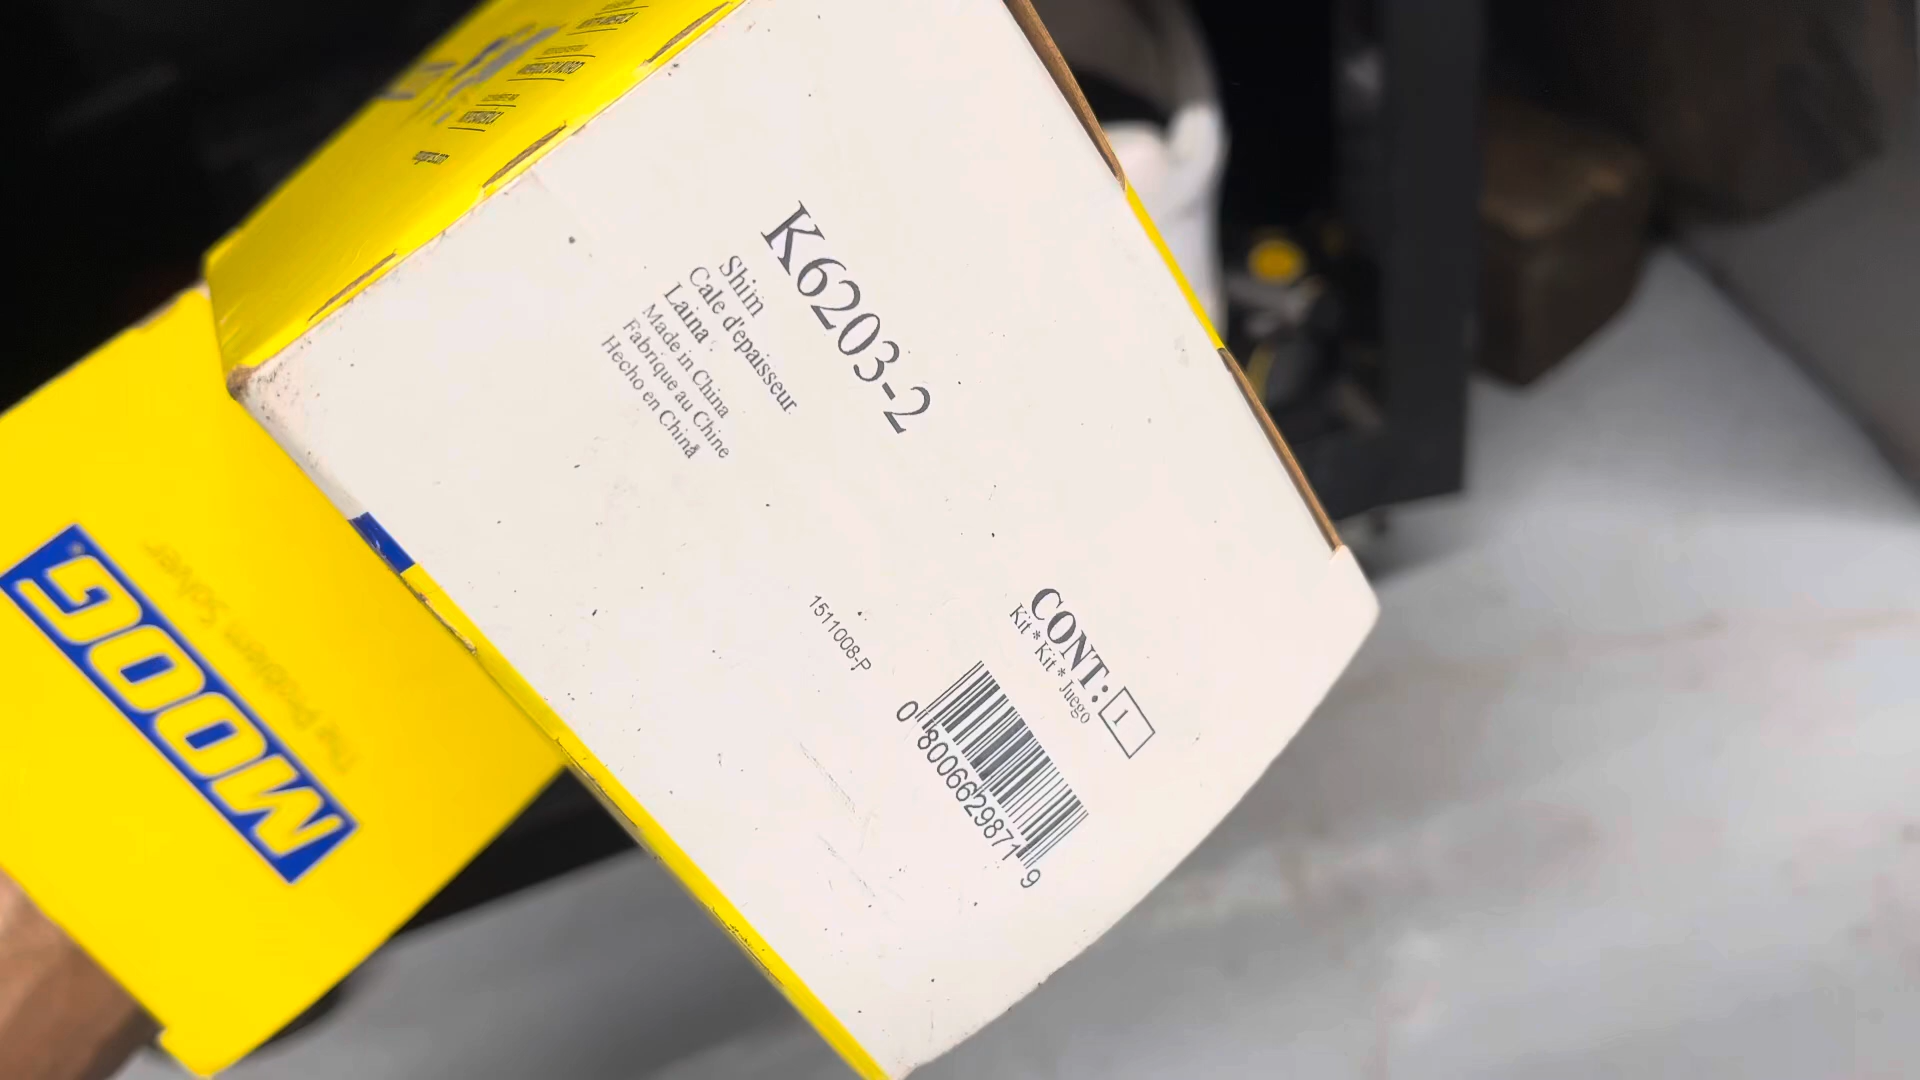 K6203-2
Shim
Cale d'epaisseur
Laina
Made in China
Fabrique au Chine
Hecho en China
1511008-P
CONT: 1
Kit * Kit * Juego
0 80066 29871 9
MOOG
The Problem Solver